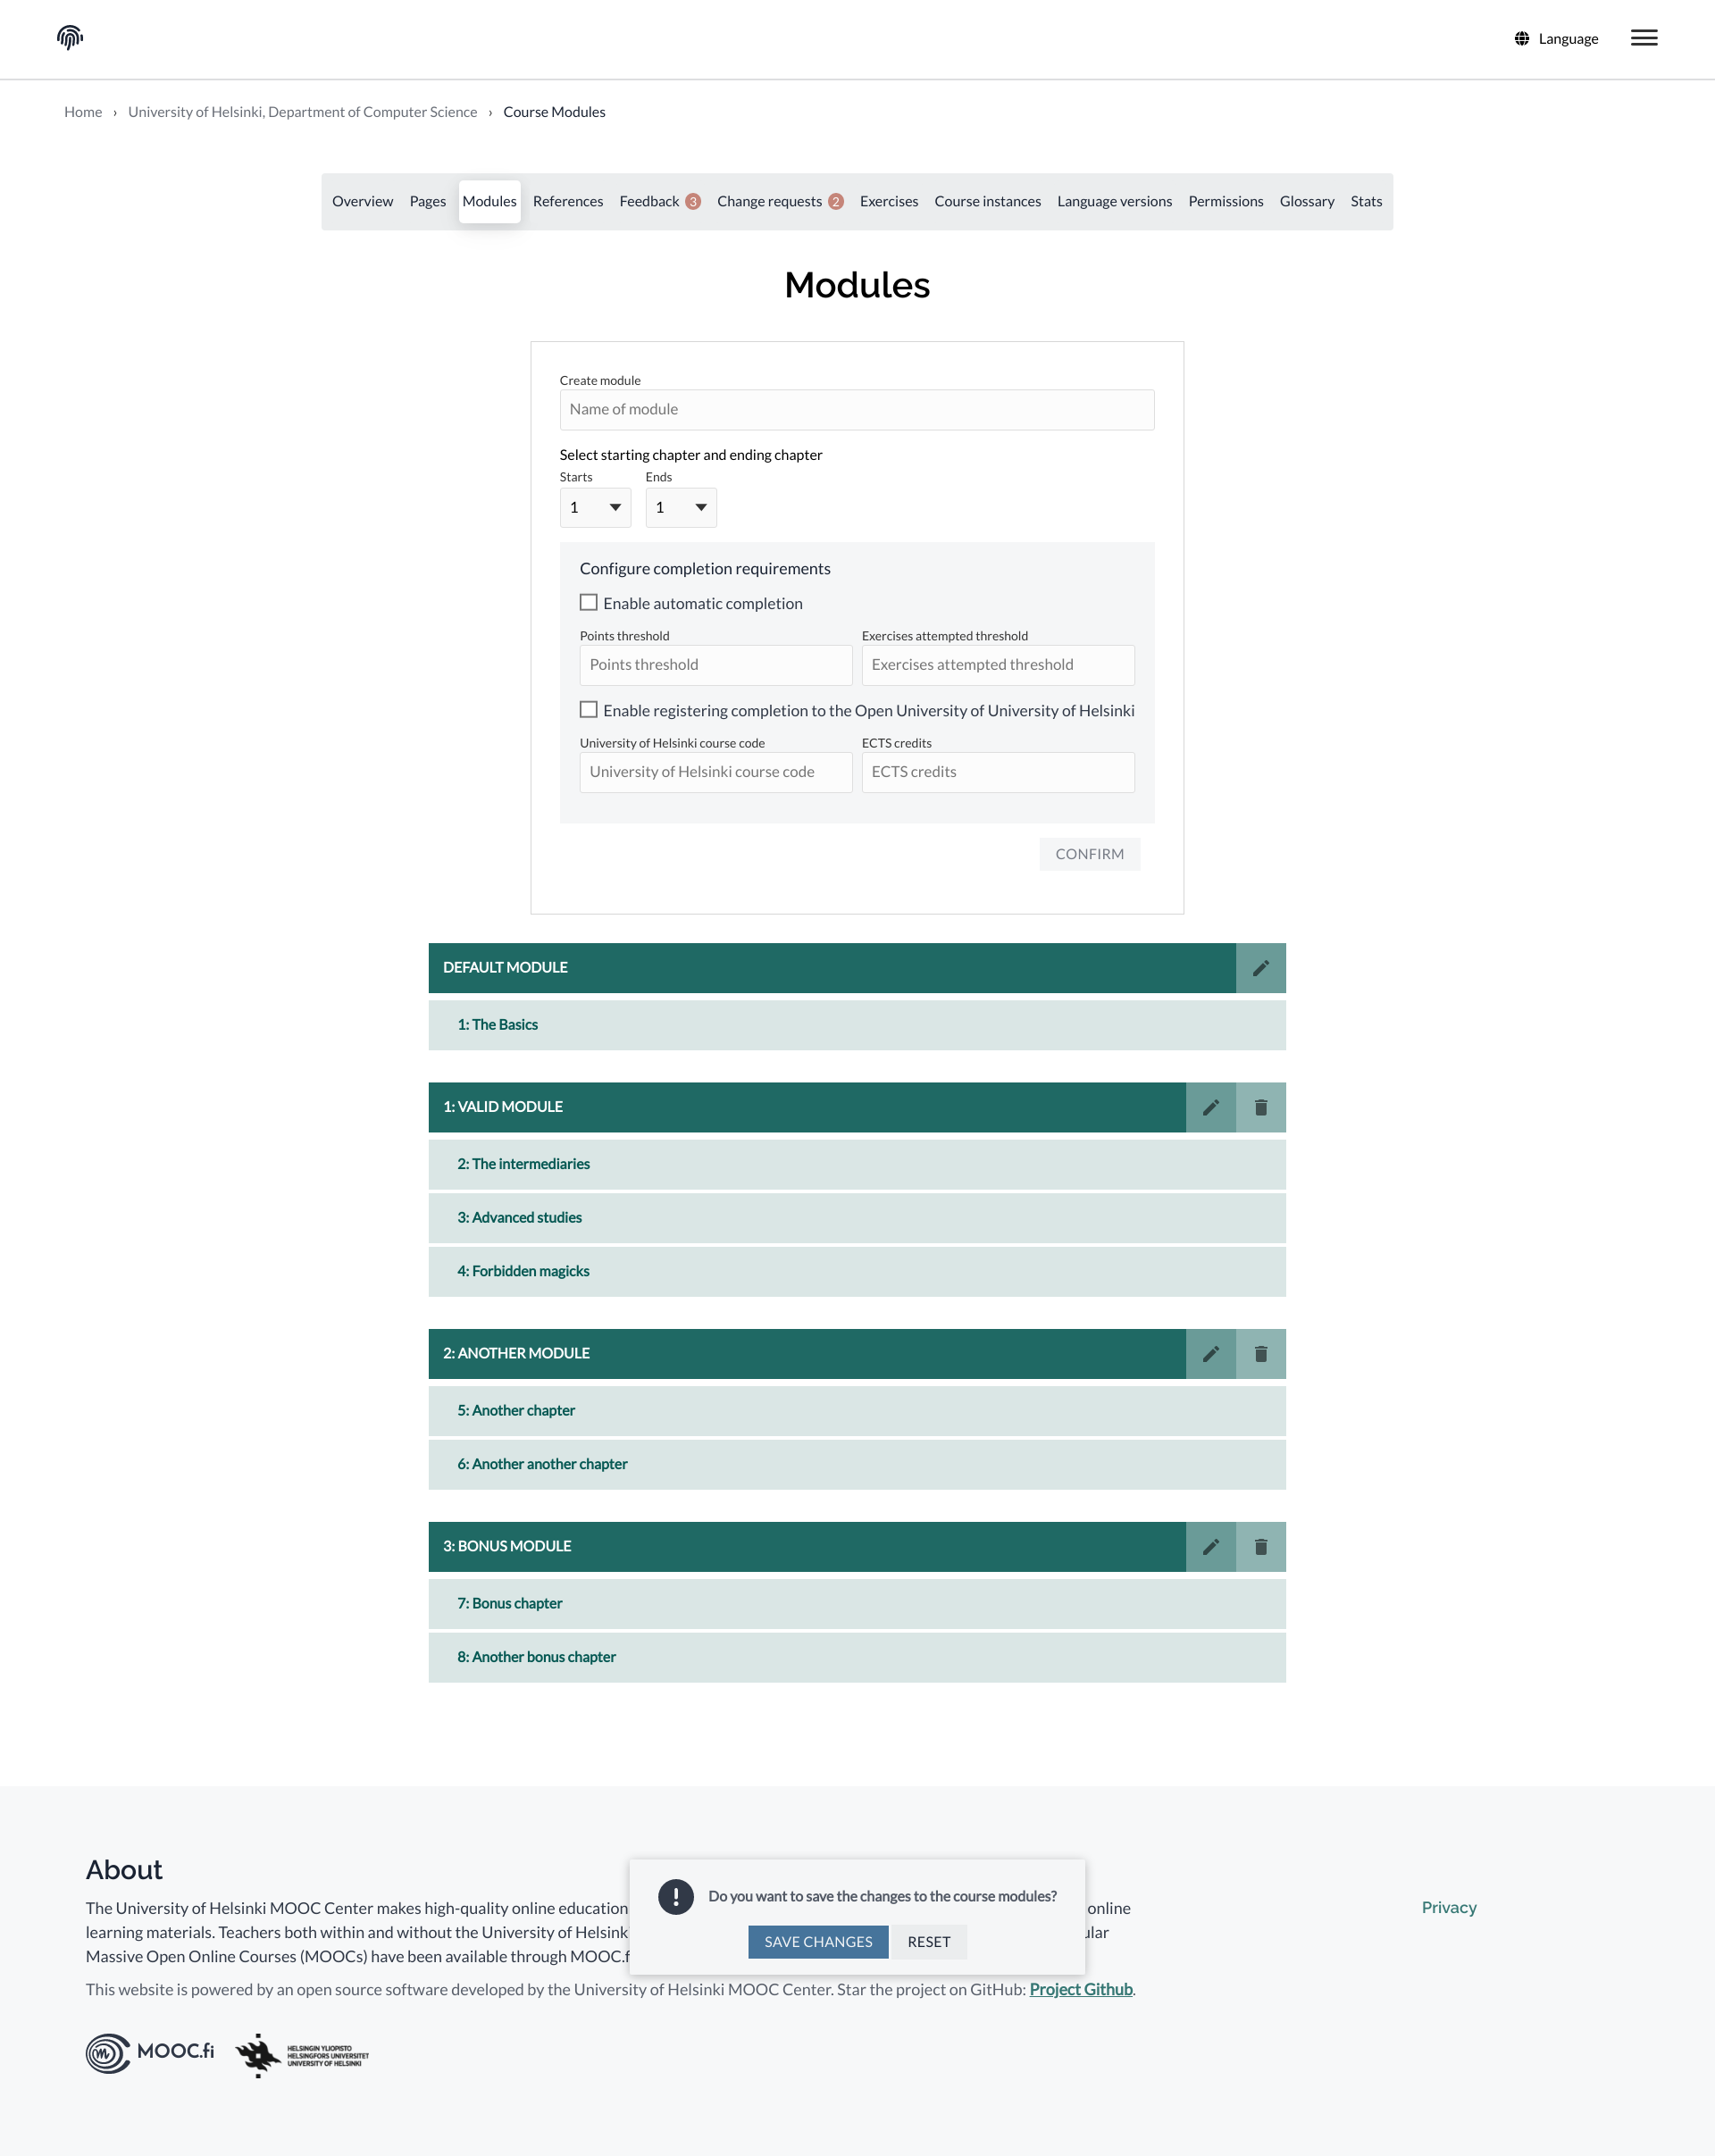 Language
Home › University of Helsinki, Department of Computer Science › Course Modules
Overview Pages Modules References Feedback 3 Change requests 2 Exercises Course instances Language versions Permissions Glossary Stats
Modules
Create module
Name of module
Select starting chapter and ending chapter
Starts Ends
1 1
Configure completion requirements
Enable automatic completion
Points threshold Exercises attempted threshold
Points threshold Exercises attempted threshold
Enable registering completion to the Open University of University of Helsinki
University of Helsinki course code ECTS credits
University of Helsinki course code ECTS credits
CONFIRM
DEFAULT MODULE
1: The Basics
1: VALID MODULE
2: The intermediaries
3: Advanced studies
4: Forbidden magicks
2: ANOTHER MODULE
5: Another chapter
6: Another another chapter
3: BONUS MODULE
7: Bonus chapter
8: Another bonus chapter
About
The University of Helsinki MOOC Center makes high-quality online education online
learning materials. Teachers both within and without the University of
Massive Open Online Courses (MOOCs) have been available through
Do you want to save the changes to the course modules?
SAVE CHANGES RESET
Privacy
This website is powered by an open source software developed by the University of Helsinki MOOC Center. Star the project on GitHub: Project Github.
MOOC.fi
HELSINGIN YLIOPISTO
HELSINGFORS UNIVERSITET
UNIVERSITY OF HELSINKI